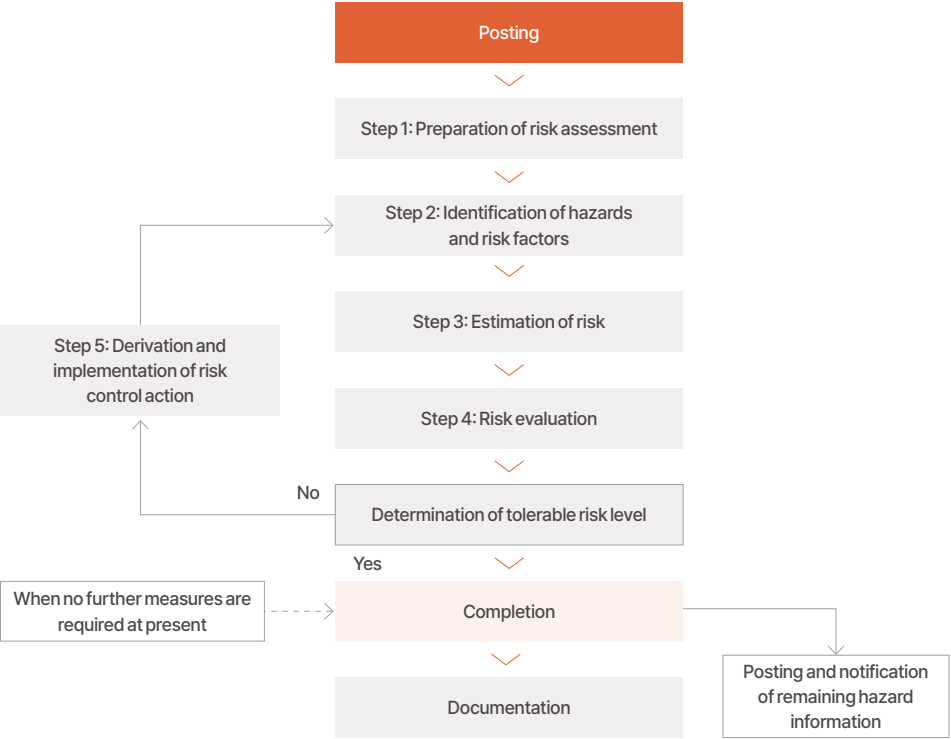 Posting
Step 1: Preparation of risk assessment
Step 2: Identification of hazards
and risk factors
Step 3: Estimation of risk
Step 5: Derivation and
implementation of risk
control action
Step 4: Risk evaluation
No
Determination of tolerable risk level
Yes
When no further measures are
required at present
Completion
Posting and notification
of remaining hazard
information
Documentation